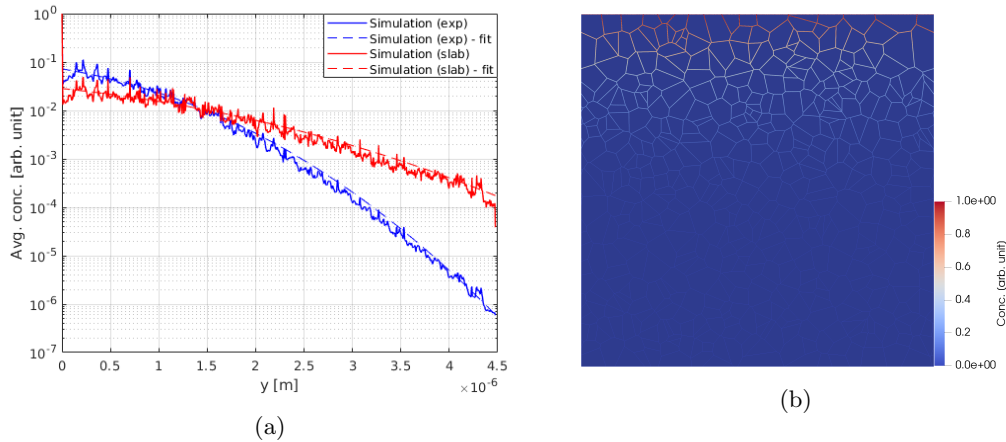 Avg. conc. [arb. unit]
10^0
10^-1
10^-2
10^-3
10^-4
10^-5
10^-6
10^-7
Simulation (exp)
Simulation (exp) - fit
Simulation (slab)
Simulation (slab) - fit
0 0.5 1 1.5 2 2.5 3 3.5 4 4.5
y [m]
×10^-6
(a)
1.0e+00
0.8
0.6
0.4
0.2
0.0e+00
Conc. (arb. unit)
(b)